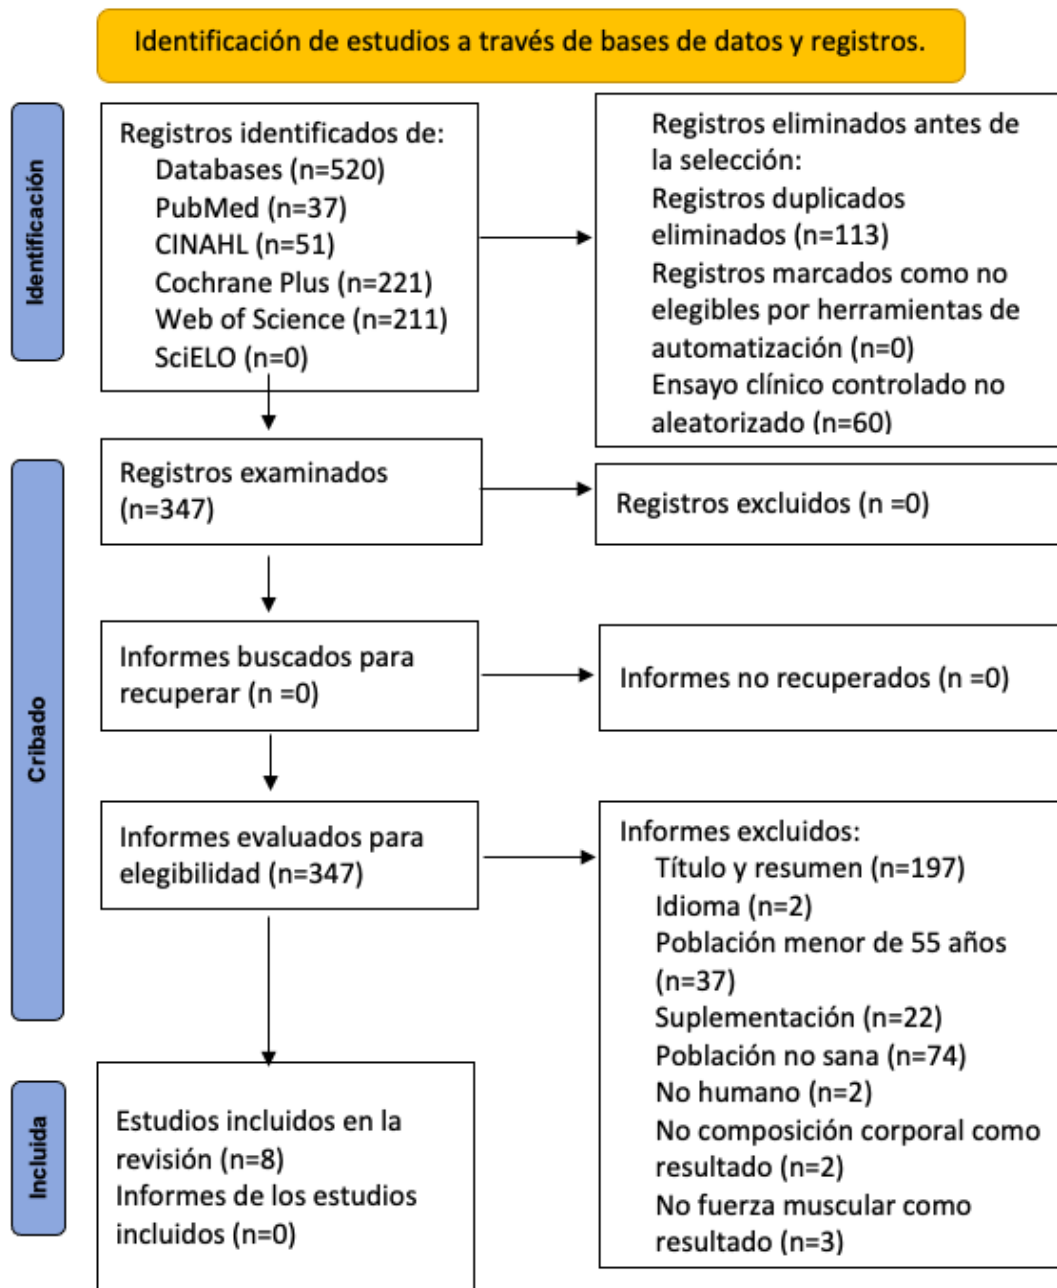 Identificación de estudios a través de bases de datos y registros.
Identificación
Registros identificados de:
Databases (n=520)
PubMed (n=37)
CINAHL (n=51)
Cochrane Plus (n=221)
Web of Science (n=211)
SciELO (n=0)
Registros eliminados antes de
la selección:
Registros duplicados
eliminados (n=113)
Registros marcados como no
elegibles por herramientas de
automatización (n=0)
Ensayo clínico controlado no
aleatorizado (n=60)
Cribado
Registros examinados
(n=347)
Registros excluidos (n =0)
Informes buscados para
recuperar (n =0)
Informes no recuperados (n =0)
Informes evaluados para
elegibilidad (n=347)
Informes excluidos:
Título y resumen (n=197)
Idioma (n=2)
Población menor de 55 años
(n=37)
Suplementación (n=22)
Población no sana (n=74)
No humano (n=2)
No composición corporal como
resultado (n=2)
No fuerza muscular como
resultado (n=3)
Incluida
Estudios incluidos en la
revisión (n=8)
Informes de los estudios
incluidos (n=0)